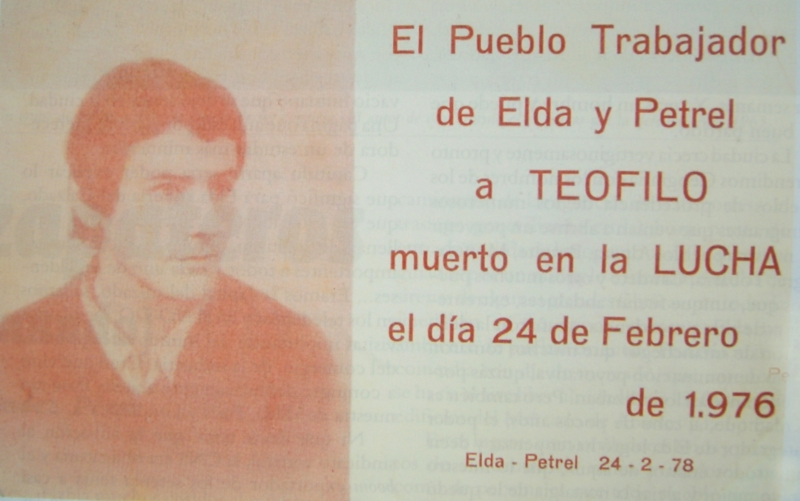 El Pueblo Trabajador
de Elda y Petrel
a TEOFILO
muerto en la LUCHA
el día 24 de Febrero
de 1.976
Elda - Petrel 24 - 2 - 78